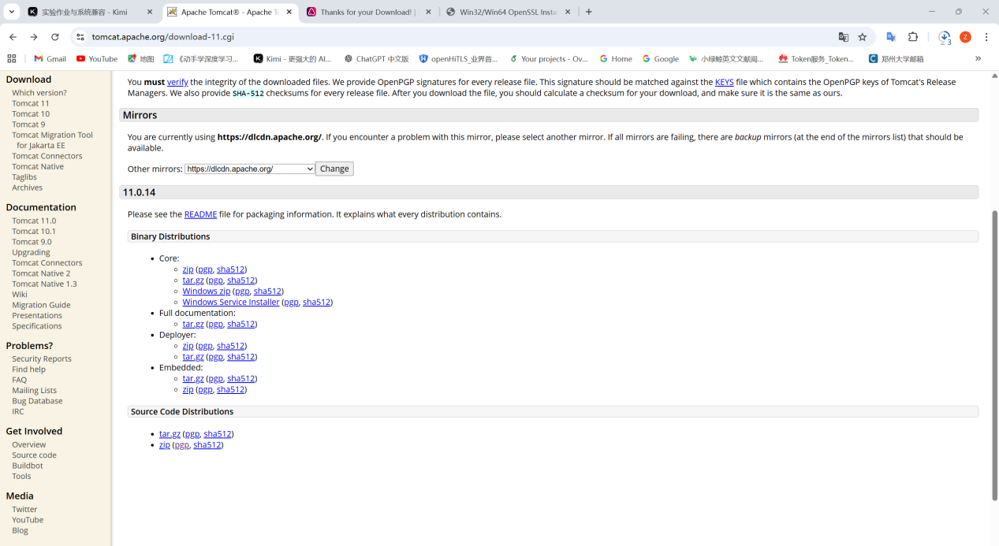 实验作业与系统兼容 - Kimi
Apache Tomcat® - Apache T
Thanks for your Download! |
Win32/Win64 OpenSSL Insta
tomcat.apache.org/download-11.cgi
3
Z
Gmail
YouTube
地图
《动手学深度学习...
Kimi - 更强大的 AI...
ChatGPT 中文版
openHiTLS_业界首...
Your projects - Ov...
Home
Google
小绿鲸英文文献阅...
Token服务_Token...
郑州大学邮箱
Download
Which version?
Tomcat 11
Tomcat 10
Tomcat 9
Tomcat Migration Tool
for Jakarta EE
Tomcat Connectors
Tomcat Native
Taglibs
Archives
Documentation
Tomcat 11.0
Tomcat 10.1
Tomcat 9.0
Upgrading
Tomcat Connectors
Tomcat Native 2
Tomcat Native 1.3
Wiki
Migration Guide
Presentations
Specifications
Problems?
Security Reports
Find help
FAQ
Mailing Lists
Bug Database
IRC
Get Involved
Overview
Source code
Buildbot
Tools
Media
Twitter
YouTube
Blog
You must verify the integrity of the downloaded files. We provide OpenPGP signatures for every release file. This signature should be matched against the KEYS file which contains the OpenPGP keys of Tomcat's Release
Managers. We also provide SHA-512 checksums for every release file. After you download the file, you should calculate a checksum for your download, and make sure it is the same as ours.
Mirrors
You are currently using https://dlcdn.apache.org/. If you encounter a problem with this mirror, please select another mirror. If all mirrors are failing, there are backup mirrors (at the end of the mirrors list) that should be
available.
Other mirrors: https://dlcdn.apache.org/ Change
11.0.14
Please see the README file for packaging information. It explains what every distribution contains.
Binary Distributions
Core:
zip (pgp, sha512)
tar.gz (pgp, sha512)
Windows zip (pgp, sha512)
Windows Service Installer (pgp, sha512)
Full documentation:
tar.gz (pgp, sha512)
Deployer:
zip (pgp, sha512)
tar.gz (pgp, sha512)
Embedded:
tar.gz (pgp, sha512)
zip (pgp, sha512)
Source Code Distributions
tar.gz (pgp, sha512)
zip (pgp, sha512)